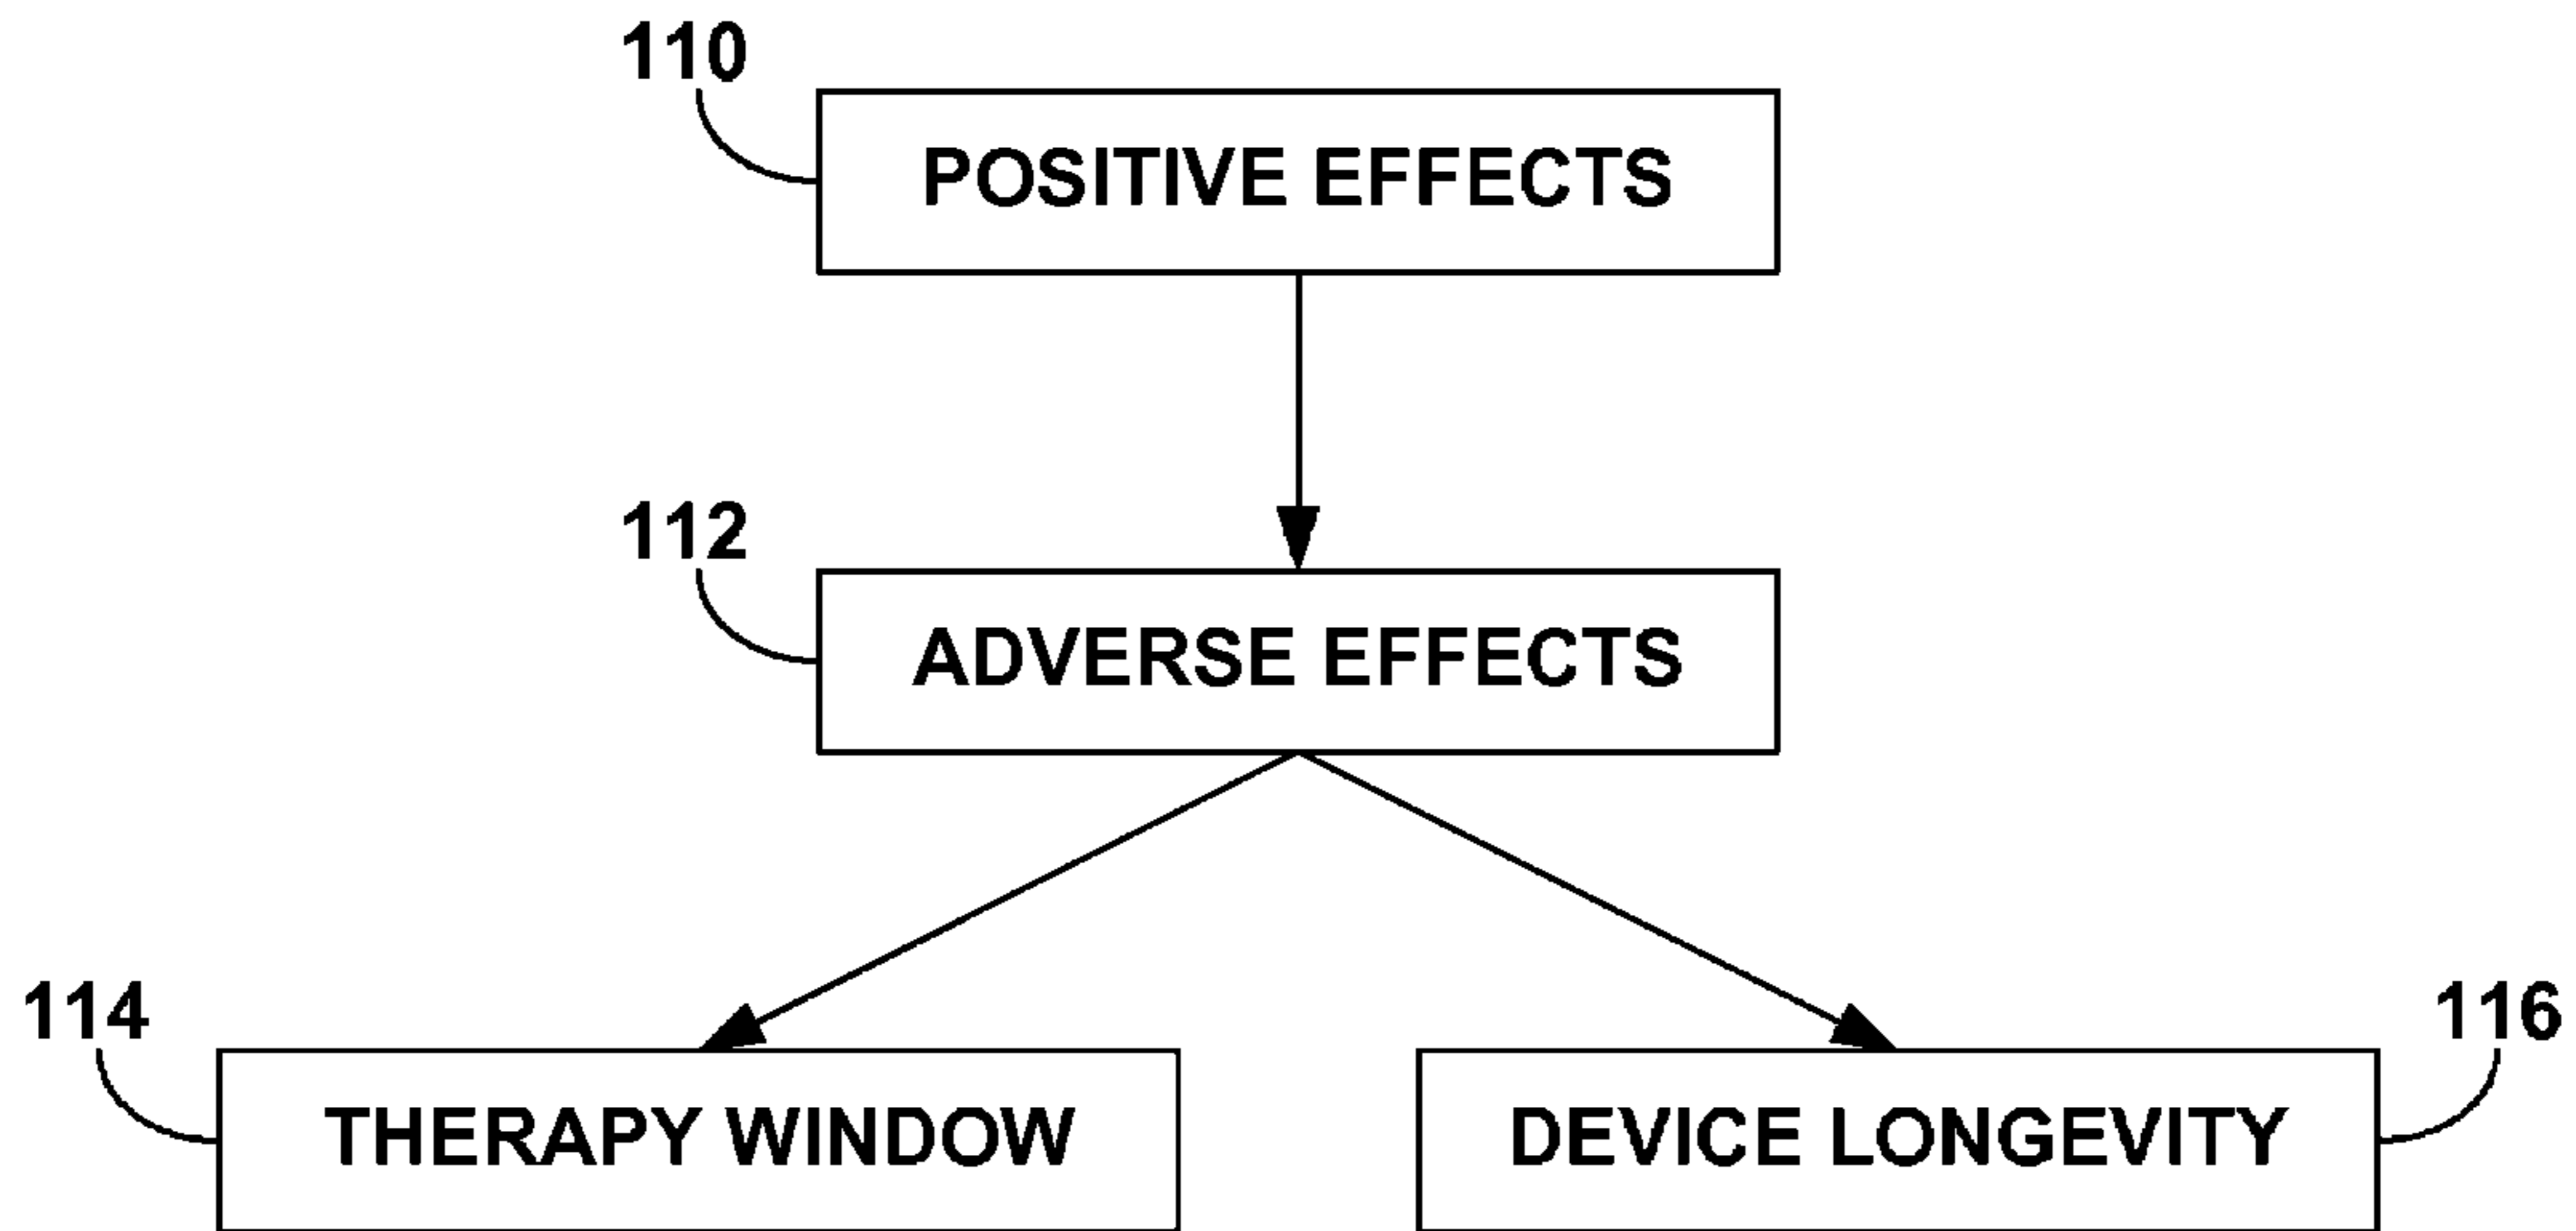 110
POSITIVE EFFECTS
112
ADVERSE EFFECTS
114
116
THERAPY WINDOW
DEVICE LONGEVITY